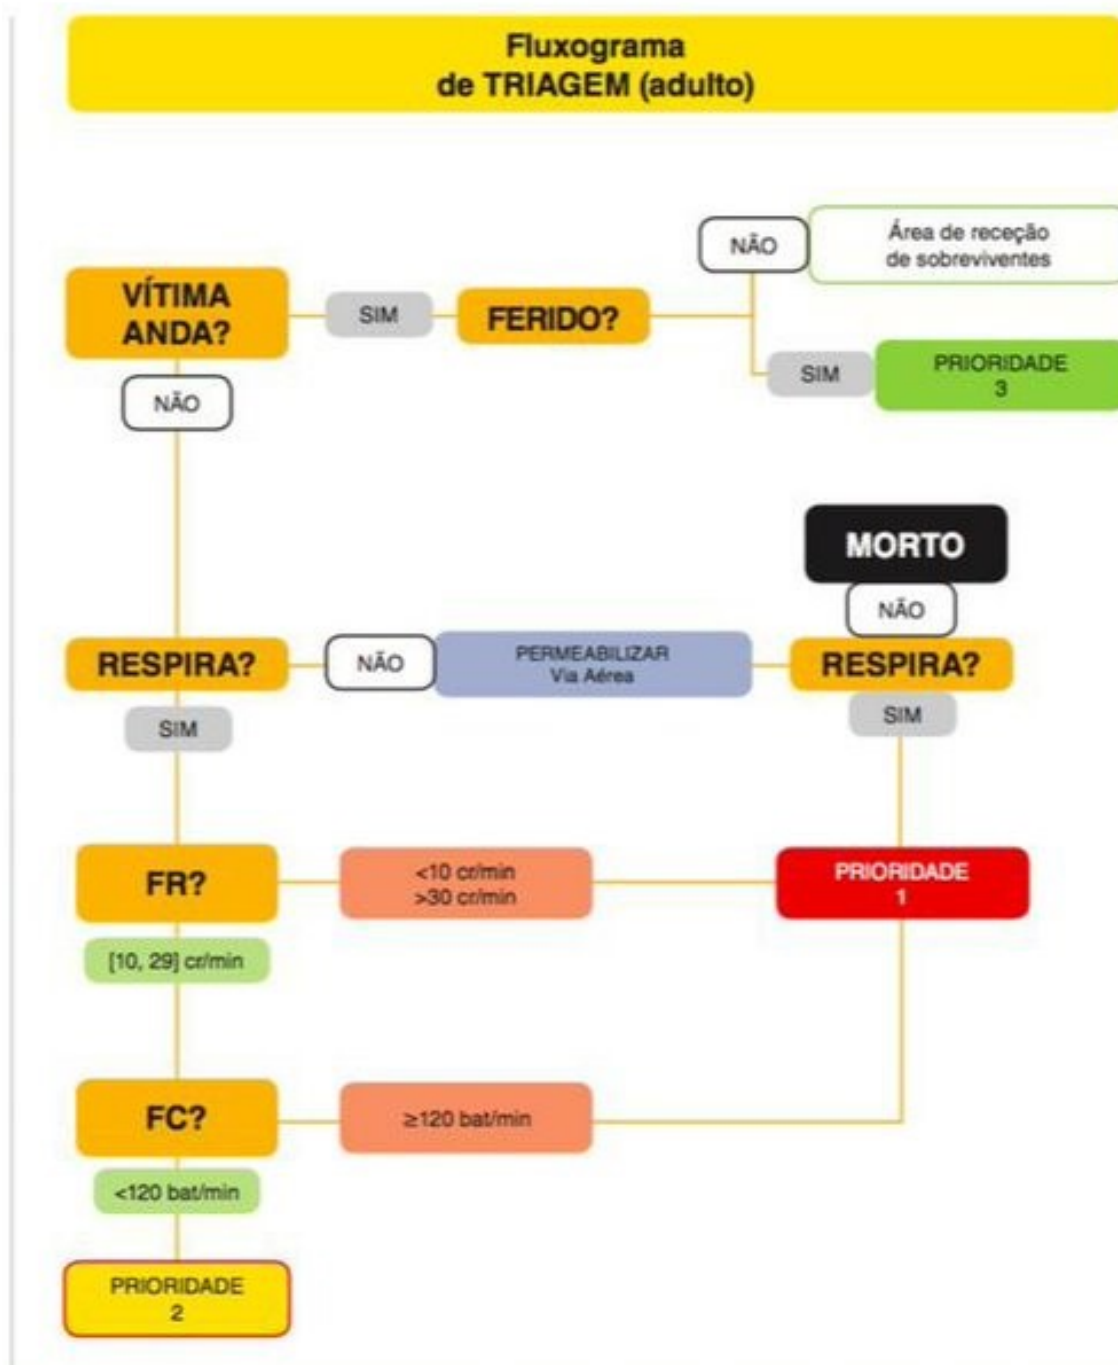 Fluxograma
de TRIAGEM (adulto)
NÃO
Área de receção
de sobreviventes
VÍTIMA
ANDA?
SIM
FERIDO?
SIM
PRIORIDADE
3
NÃO
MORTO
NÃO
RESPIRA?
NÃO
PERMEABILIZAR
Via Aérea
RESPIRA?
SIM
SIM
FR?
<10 cr/min
>30 cr/min
PRIORIDADE
1
[10, 29] cr/min
FC?
≥120 bat/min
<120 bat/min
PRIORIDADE
2